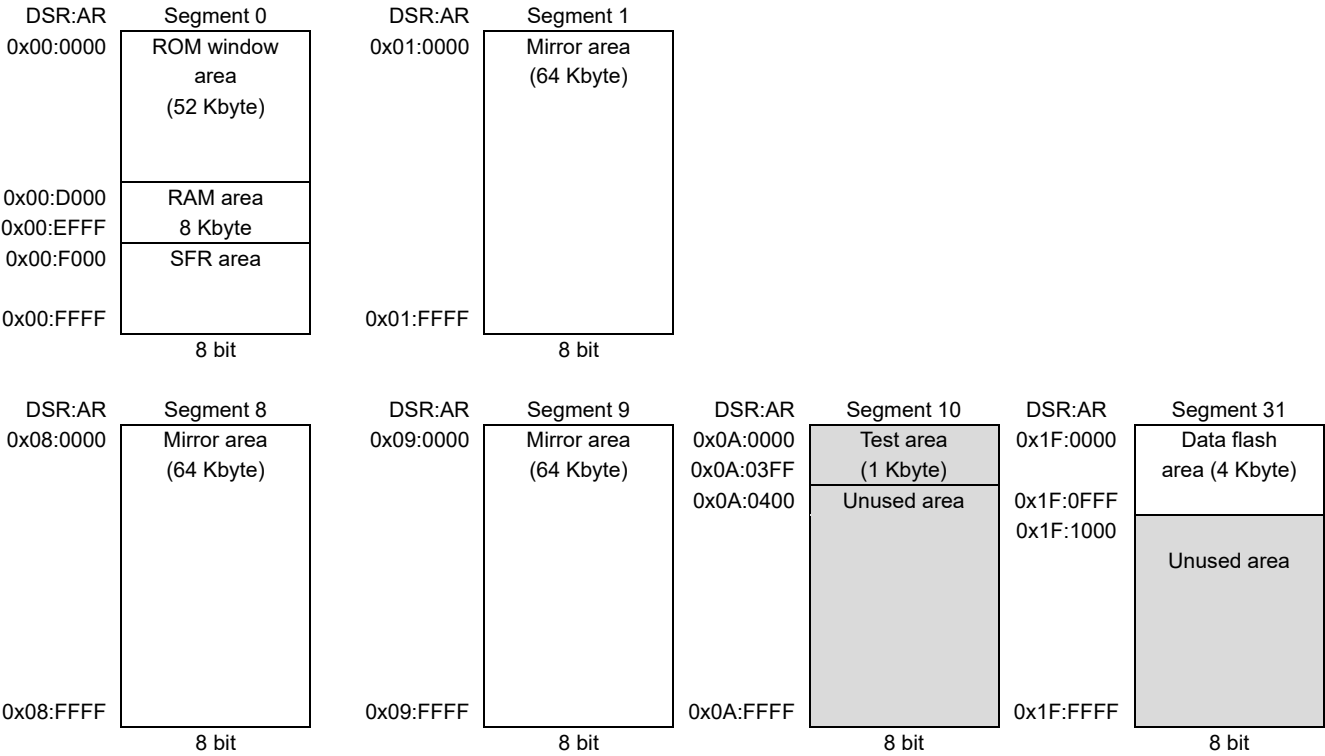 DSR:AR Segment 0 DSR:AR Segment 1
0x00:0000 ROM window 0x01:0000 Mirror area
area (64 Kbyte)
(52 Kbyte)
0x00:D000 RAM area
0x00:EFFF 8 Kbyte
0x00:F000 SFR area
0x00:FFFF 0x01:FFFF
8 bit 8 bit
DSR:AR Segment 8 DSR:AR Segment 9 DSR:AR Segment 10 DSR:AR Segment 31
0x08:0000 Mirror area 0x09:0000 Mirror area 0x0A:0000 Test area 0x1F:0000 Data flash
(64 Kbyte) (64 Kbyte) 0x0A:03FF (1 Kbyte) area (4 Kbyte)
0x0A:0400 Unused area 0x1F:0FFF
0x1F:1000
Unused area
0x08:FFFF 0x09:FFFF 0x0A:FFFF 0x1F:FFFF
8 bit 8 bit 8 bit 8 bit